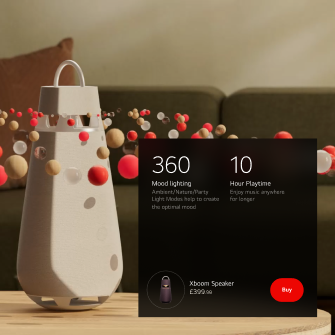 360
Mood lighting
Ambient/Nature/Party
Light Modes help to create
the optimal mood
10
Hour Playtime
Enjoy music anywhere
for longer
Xboom Speaker
£399.98
Buy